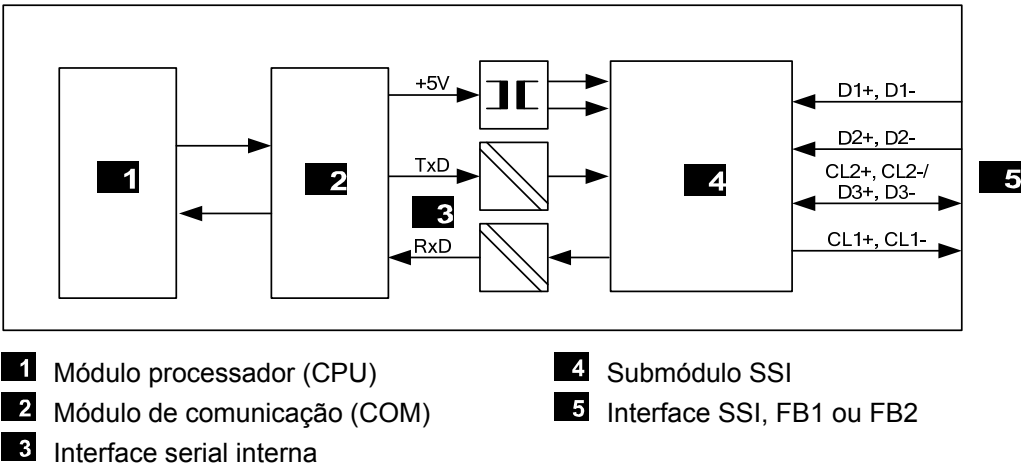 +5V
D1+, D1-
D2+, D2-
TxD
CL2+, CL2-/
D3+, D3-
1
2
4
5
3
RxD
CL1+, CL1-
1 Módulo processador (CPU)
2 Módulo de comunicação (COM)
3 Interface serial interna
4 Submódulo SSI
5 Interface SSI, FB1 ou FB2